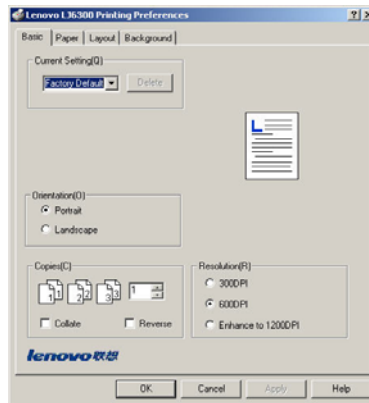 Lenovo LJ6300 Printing Preferences
Basic Paper Layout Background
Current Setting(Q)
Factory Default Delete
Orientation(O)
Portrait
Landscape
Copies(C)
1 1 2 2 3 3 1
Collate Reverse
Resolution(R)
300DPI
600DPI
Enhance to 1200DPI
lenovo联想
OK Cancel Apply Help